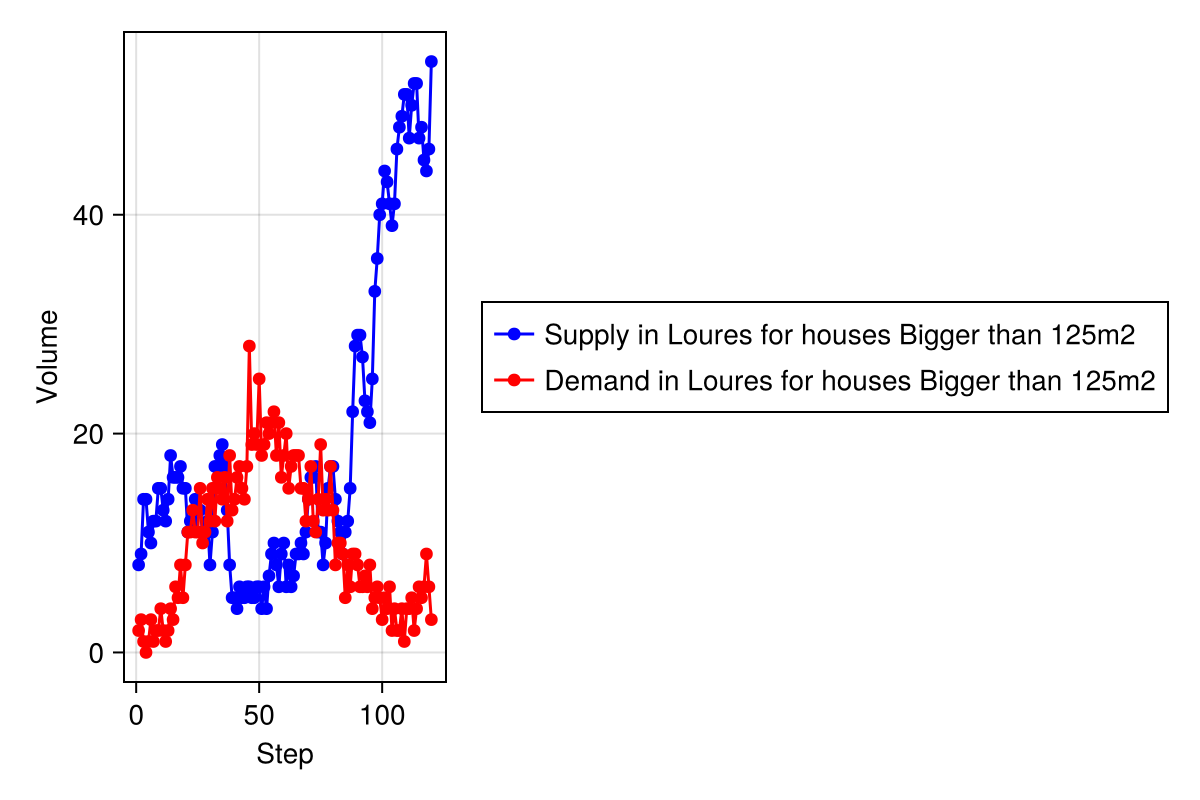 40
20
0
Volume
0 50 100
Step
Supply in Loures for houses Bigger than 125m2
Demand in Loures for houses Bigger than 125m2